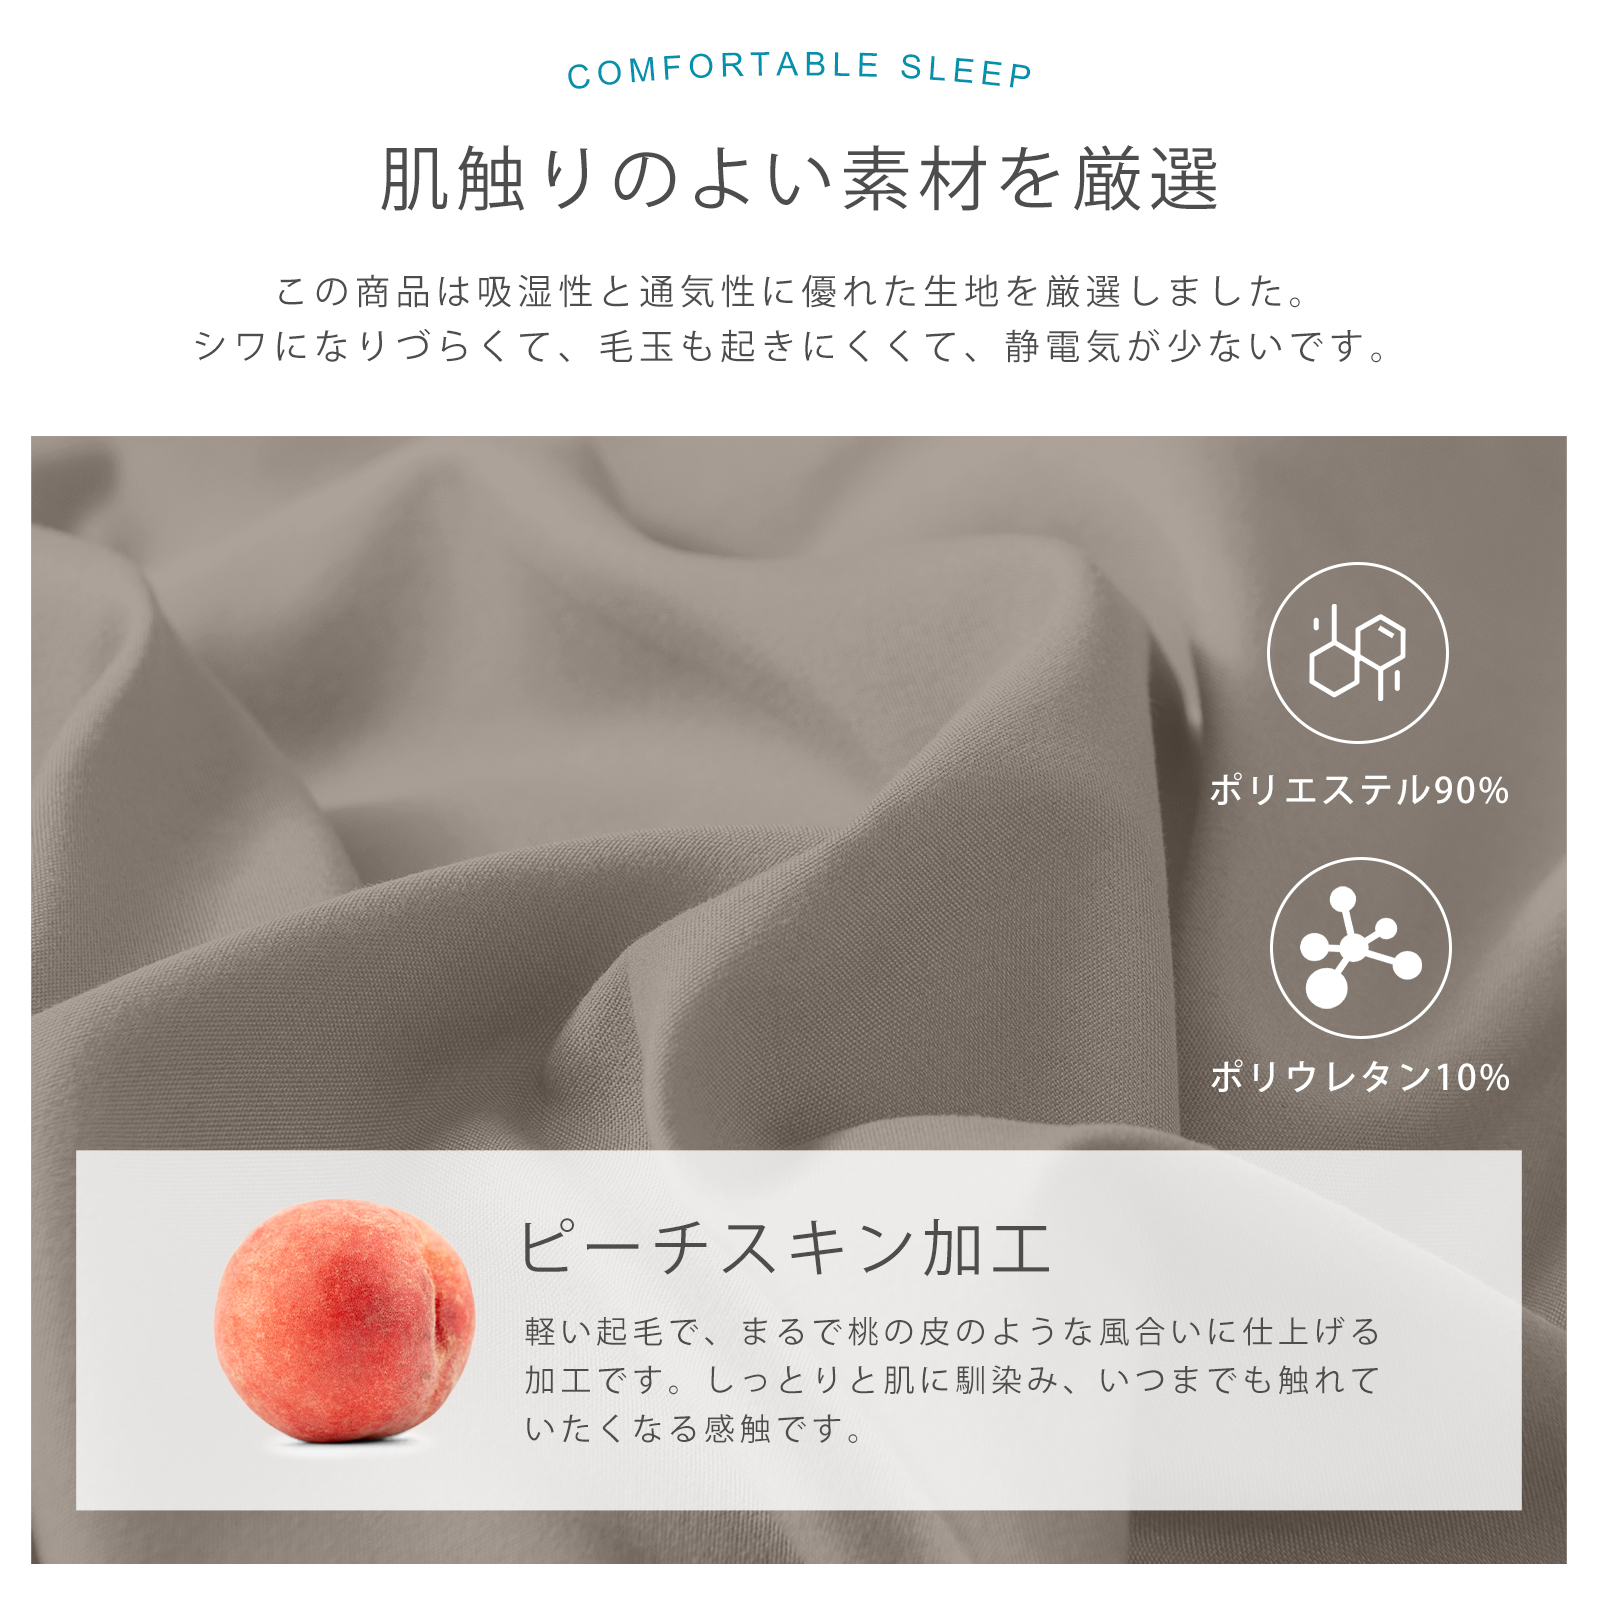 COMFORTABLE SLEEP
肌触りのよい素材を厳選
この商品は吸湿性と通気性に優れた生地を厳選しました。
シワになりづらくて、毛玉も起きにくくて、静電気が少ないです。
ポリエステル90%
ポリウレタン10%
ピーチスキン加工
軽い起毛で、まるで桃の皮のような風合いに仕上げる
加工です。しっとりと肌に馴染み、いつまでも触れて
いたくなる感触です。